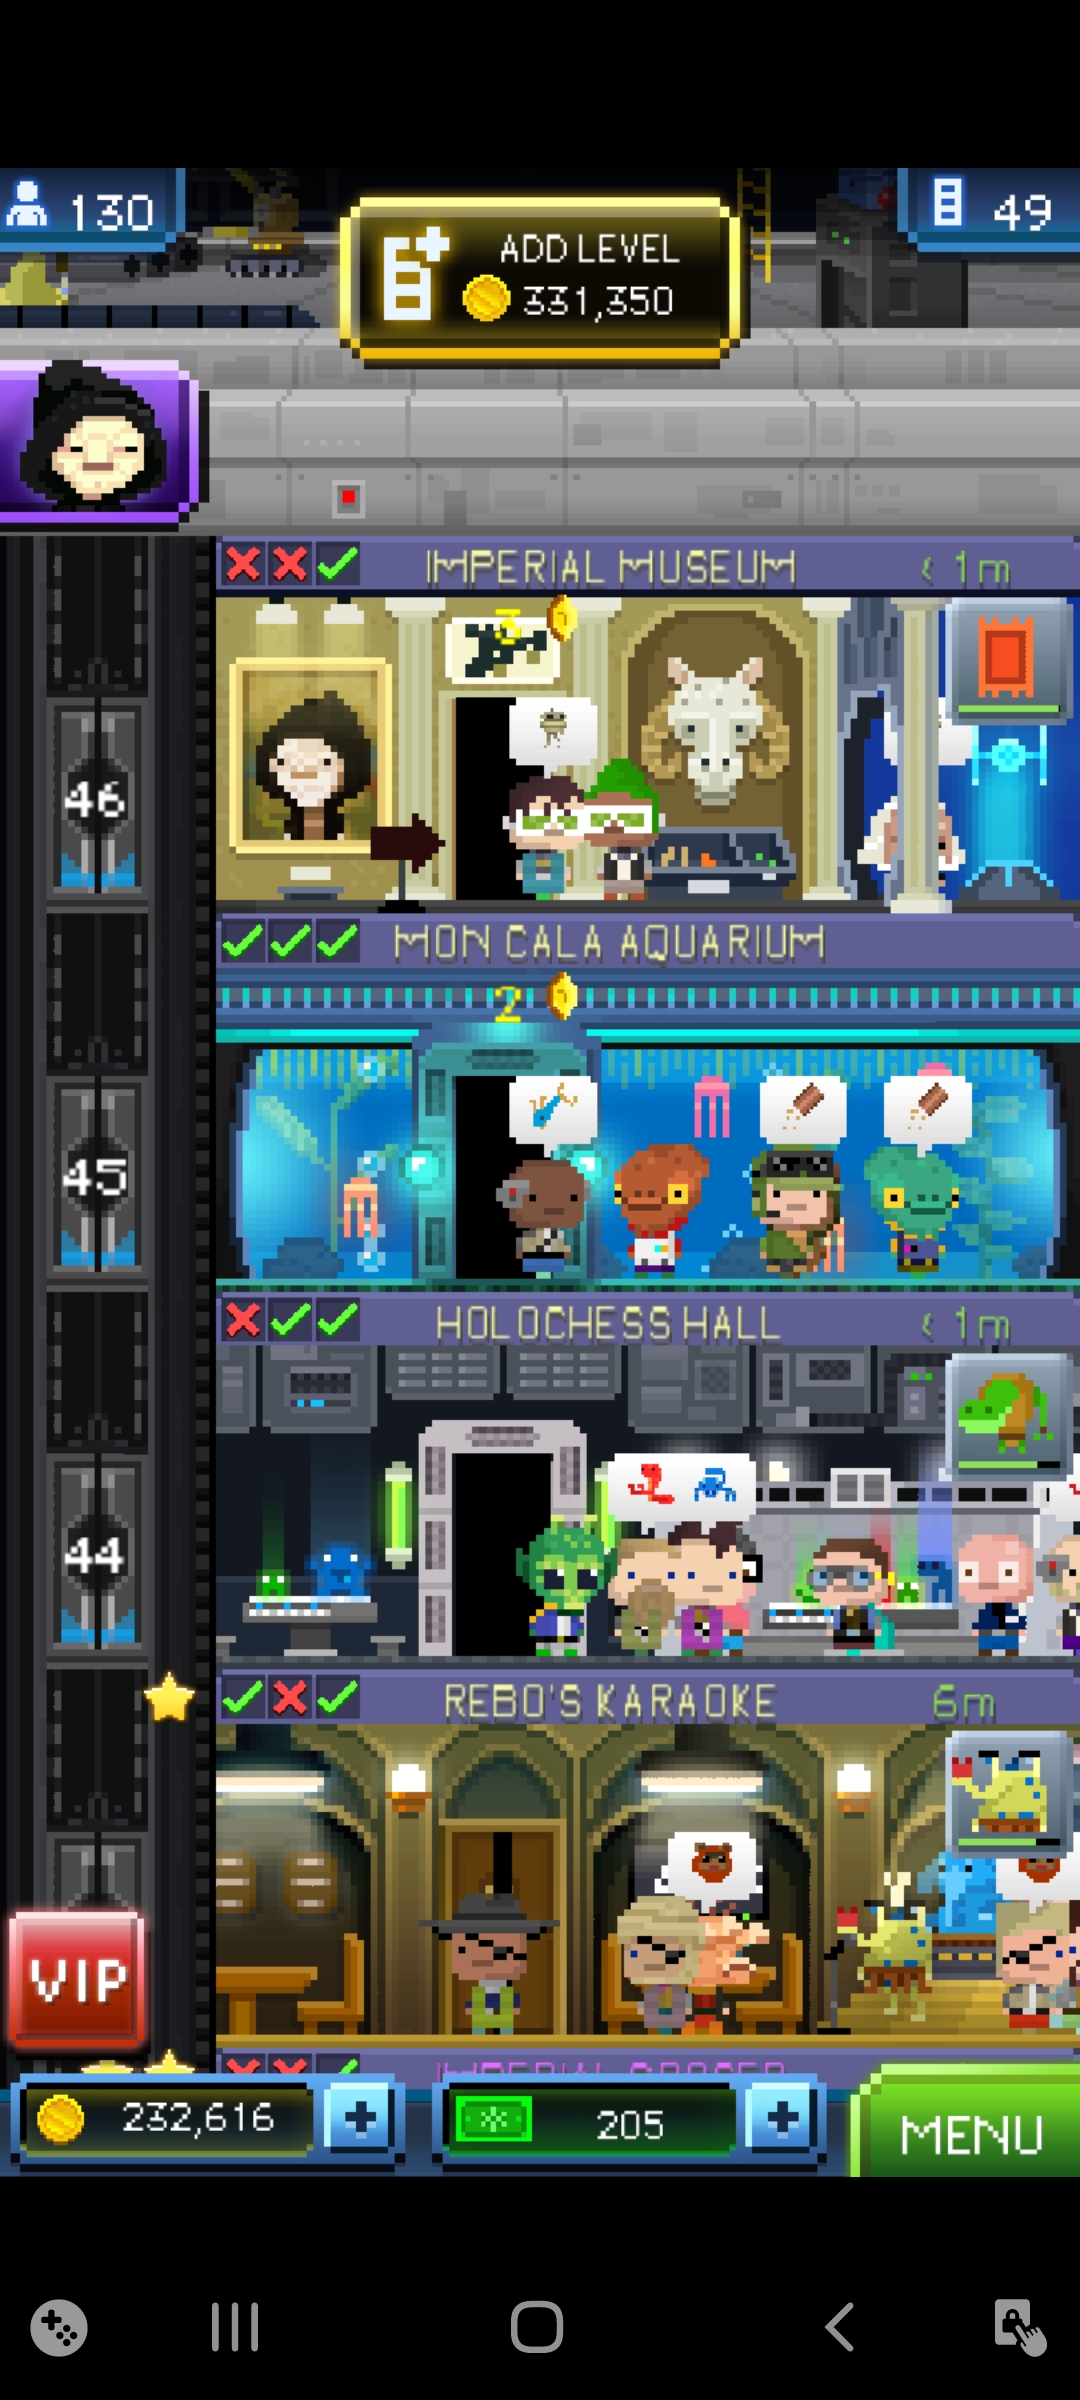 130
ADD LEVEL
331,350
49
IMPERIAL MUSEUM
< 1m
46
MON CALA AQUARIUM
2
45
HOLOCHESS HALL
< 1m
44
REBO'S KARAOKE
6m
VIP
232,616
+
205
+
MENU